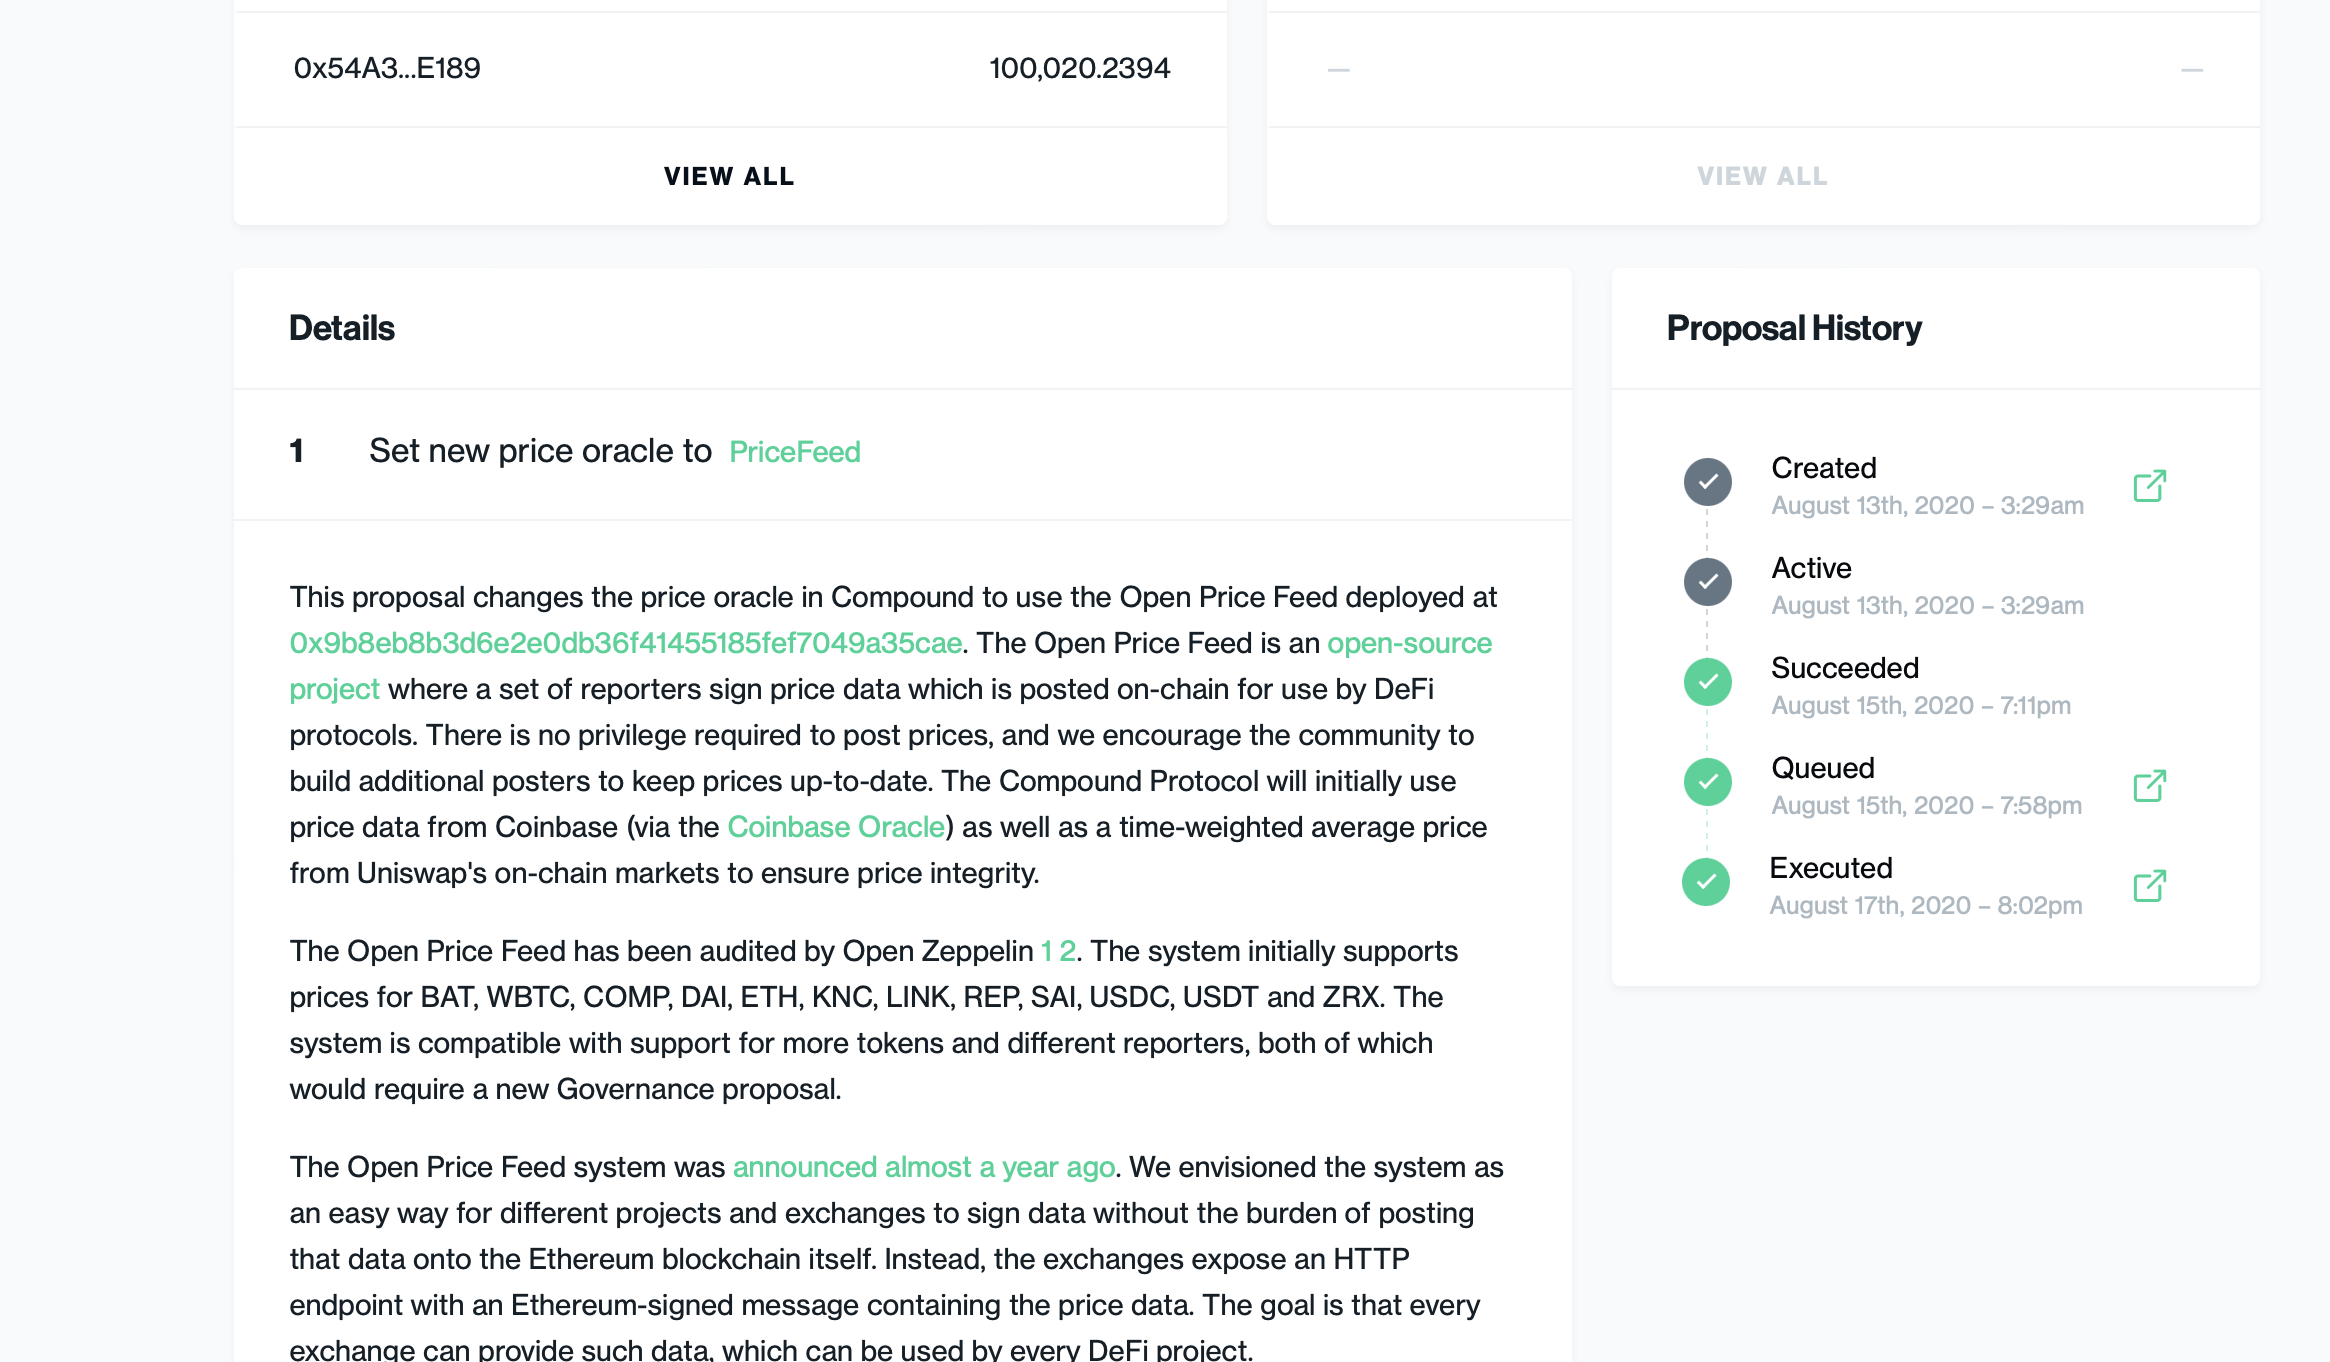 0x54A3...E189 100,020.2394
— —
VIEW ALL
VIEW ALL
Details
1 Set new price oracle to PriceFeed
This proposal changes the price oracle in Compound to use the Open Price Feed deployed at
0x9b8eb8b3d6e2e0db36f41455185fef7049a35cae. The Open Price Feed is an open-source
project where a set of reporters sign price data which is posted on-chain for use by DeFi
protocols. There is no privilege required to post prices, and we encourage the community to
build additional posters to keep prices up-to-date. The Compound Protocol will initially use
price data from Coinbase (via the Coinbase Oracle) as well as a time-weighted average price
from Uniswap's on-chain markets to ensure price integrity.
The Open Price Feed has been audited by Open Zeppelin 1 2. The system initially supports
prices for BAT, WBTC, COMP, DAI, ETH, KNC, LINK, REP, SAI, USDC, USDT and ZRX. The
system is compatible with support for more tokens and different reporters, both of which
would require a new Governance proposal.
The Open Price Feed system was announced almost a year ago. We envisioned the system as
an easy way for different projects and exchanges to sign data without the burden of posting
that data onto the Ethereum blockchain itself. Instead, the exchanges expose an HTTP
endpoint with an Ethereum-signed message containing the price data. The goal is that every
exchange can provide such data, which can be used by every DeFi project.
Proposal History
Created
August 13th, 2020 – 3:29am
Active
August 13th, 2020 – 3:29am
Succeeded
August 15th, 2020 – 7:11pm
Queued
August 15th, 2020 – 7:58pm
Executed
August 17th, 2020 – 8:02pm